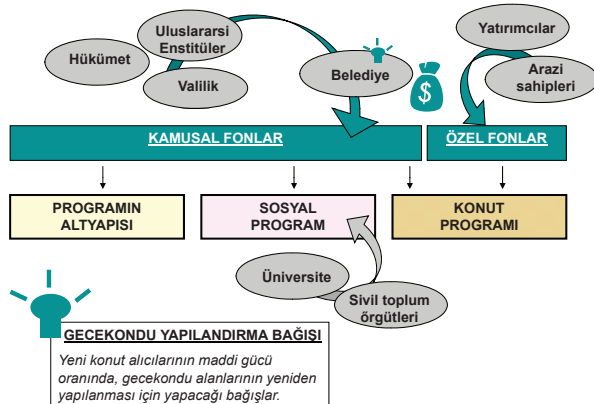 Hükümet
Uluslararsi
Enstitüler
Valilik
Belediye
$
Yatırımcılar
Arazi
sahipleri
KAMUSAL FONLAR
ÖZEL FONLAR
PROGRAMIN
ALTYAPISI
SOSYAL
PROGRAM
KONUT
PROGRAMI
Üniversite
Sivil toplum
örgütleri
GECEKONDU YAPILANDIRMA BAĞIŞI
Yeni konut alıcılarının maddi gücü
oranında, gecekondu alanlarının yeniden
yapılanması için yapacağı bağışlar.